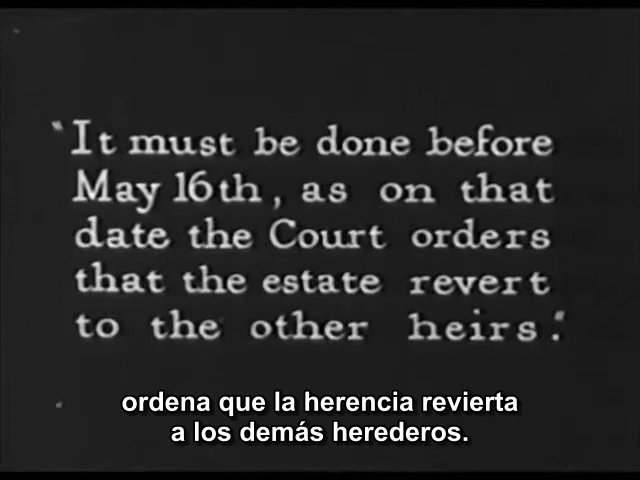 "It must be done before
May 16th, as on that
date the Court orders
that the estate revert
to the other heirs."
ordena que la herencia revierta
a los demás herederos.